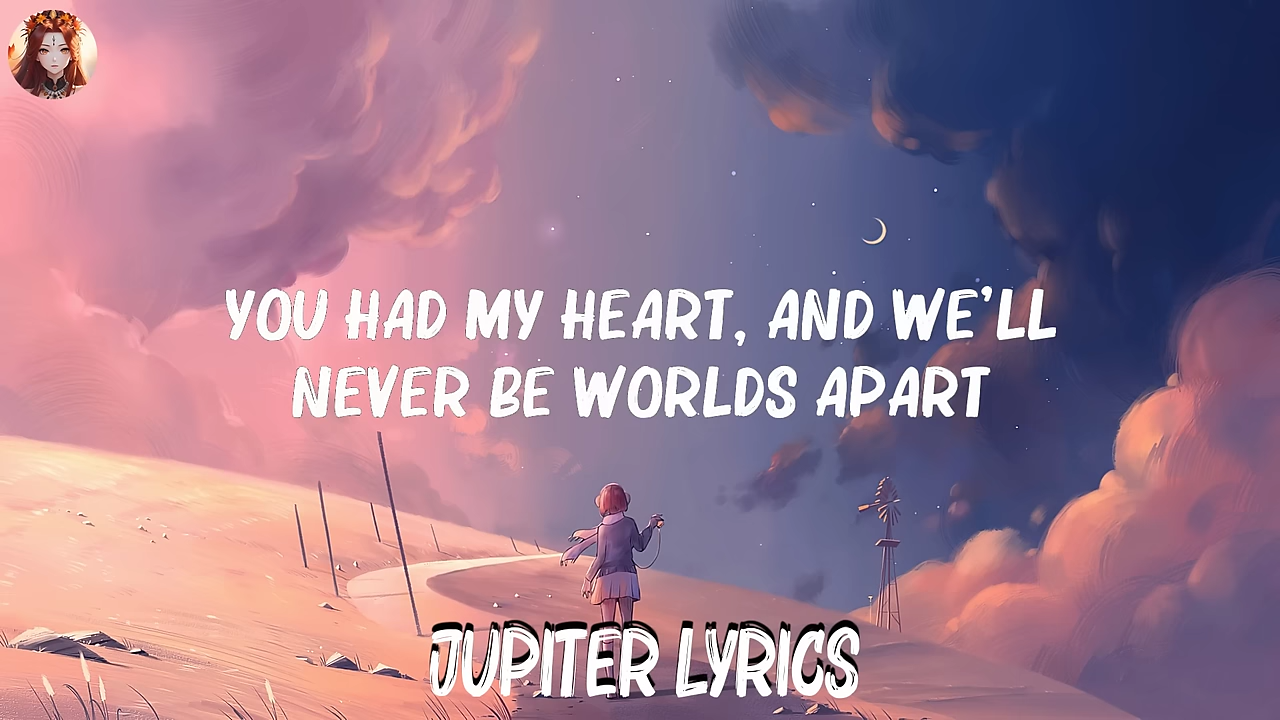 YOU HAD MY HEART, AND WE'LL
NEVER BE WORLDS APART
JUPITER LYRICS